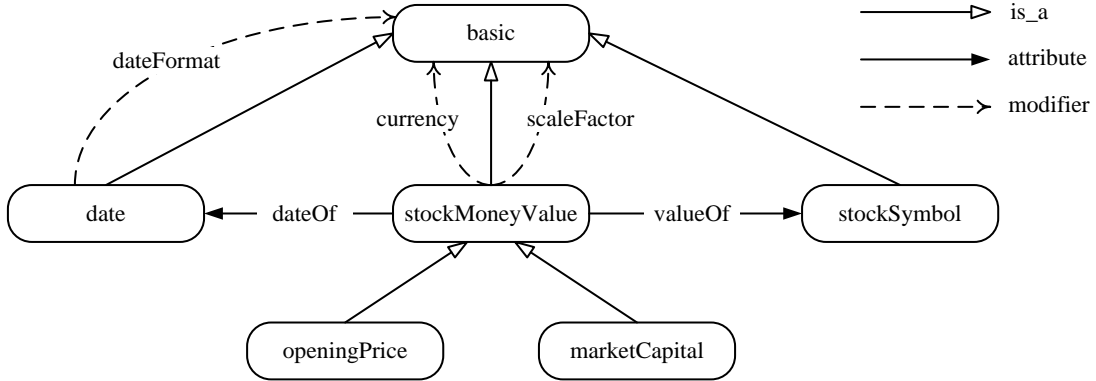 basic
is_a
attribute
modifier
dateFormat
currency
scaleFactor
date
dateOf
stockMoneyValue
valueOf
stockSymbol
openingPrice
marketCapital